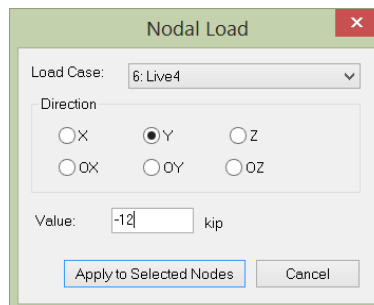 Nodal Load
Load Case: 6: Live4
Direction
X Y Z
OX OY OZ
Value: -12 kip
Apply to Selected Nodes Cancel